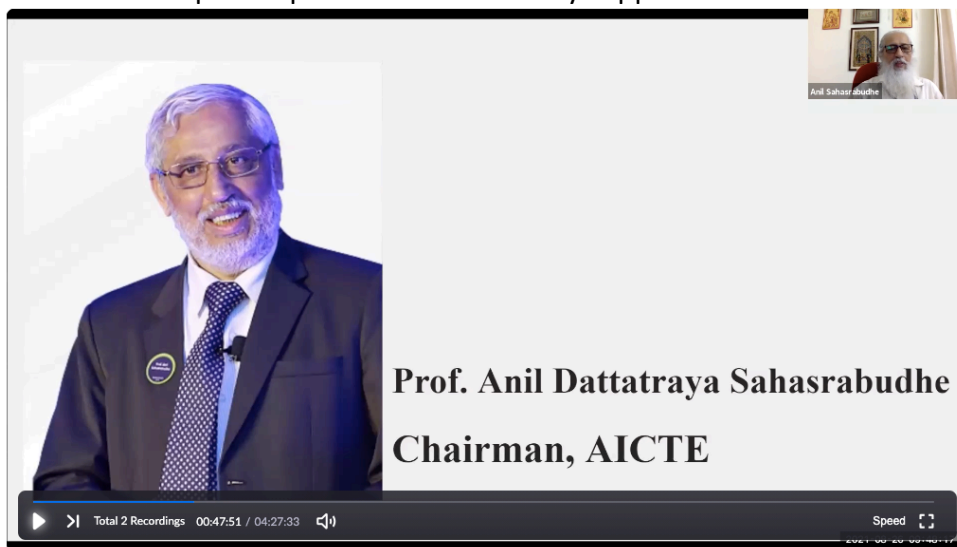 Anil Sahasrabudhe
Prof. Anil Dattatraya Sahasrabudhe
Chairman, AICTE
Total 2 Recordings 00:47:51 / 04:27:33
Speed